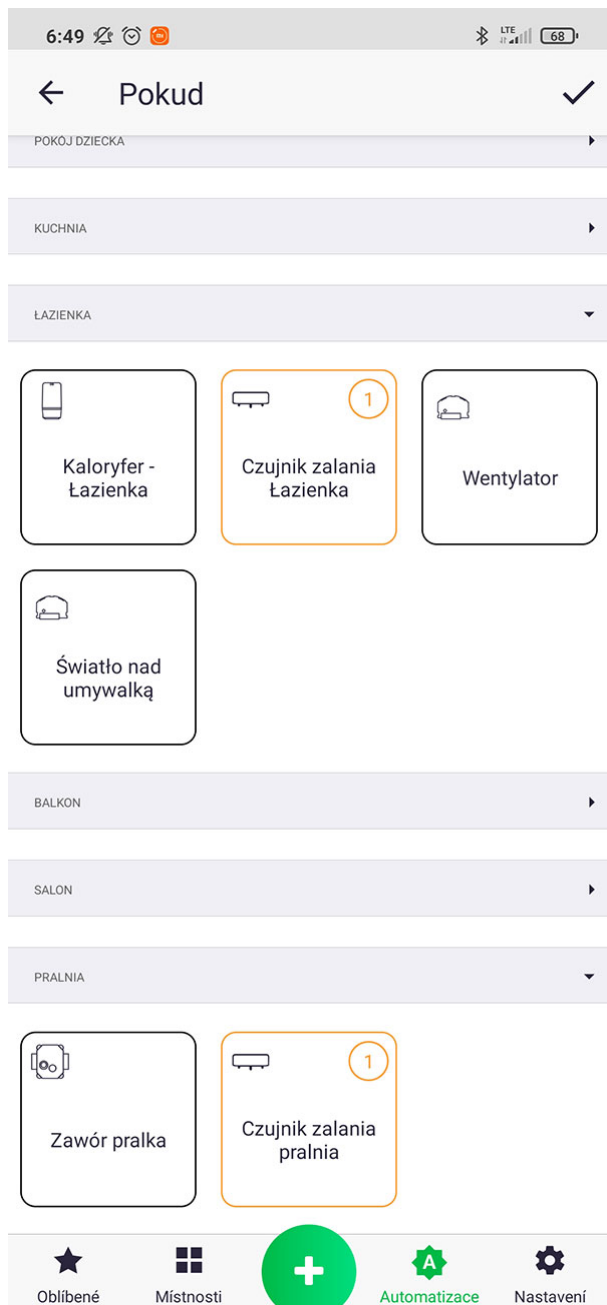 6:49 LTE 68
Pokud
POKÓJ DZIECKA
KUCHNIA
ŁAZIENKA
1
Kaloryfer -
Łazienka
Czujnik zalania
Łazienka
Wentylator
Światło nad
umywalką
BALKON
SALON
PRALNIA
1
Zawór pralka
Czujnik zalania
pralnia
A
Oblíbené Místnosti Automatizace Nastavení